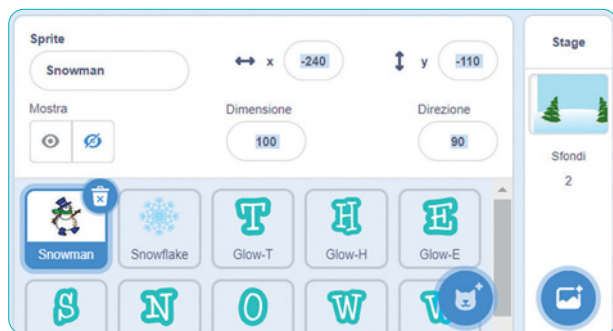 Sprite
Snowman
x
-240
y
-110
Stage
Mostra
Dimensione
100
Direzione
90
Sfondi
2
Snowman
Snowflake
T
Glow-T
H
Glow-H
E
Glow-E
S
N
O
W